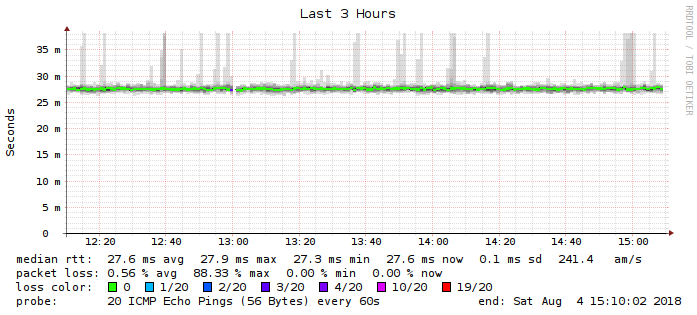 Last 3 Hours
RRDTOOL / TOBI OETIKER
Seconds
35 m
30 m
25 m
20 m
15 m
10 m
5 m
0
12:20 12:40 13:00 13:20 13:40 14:00 14:20 14:40 15:00
median rtt: 27.6 ms avg 27.9 ms max 27.3 ms min 27.6 ms now 0.1 ms sd 241.4 am/s
packet loss: 0.56 % avg 88.33 % max 0.00 % min 0.00 % now
loss color: 0 1/20 2/20 3/20 4/20 10/20 19/20
probe: 20 ICMP Echo Pings (56 Bytes) every 60s end: Sat Aug 4 15:10:02 2018